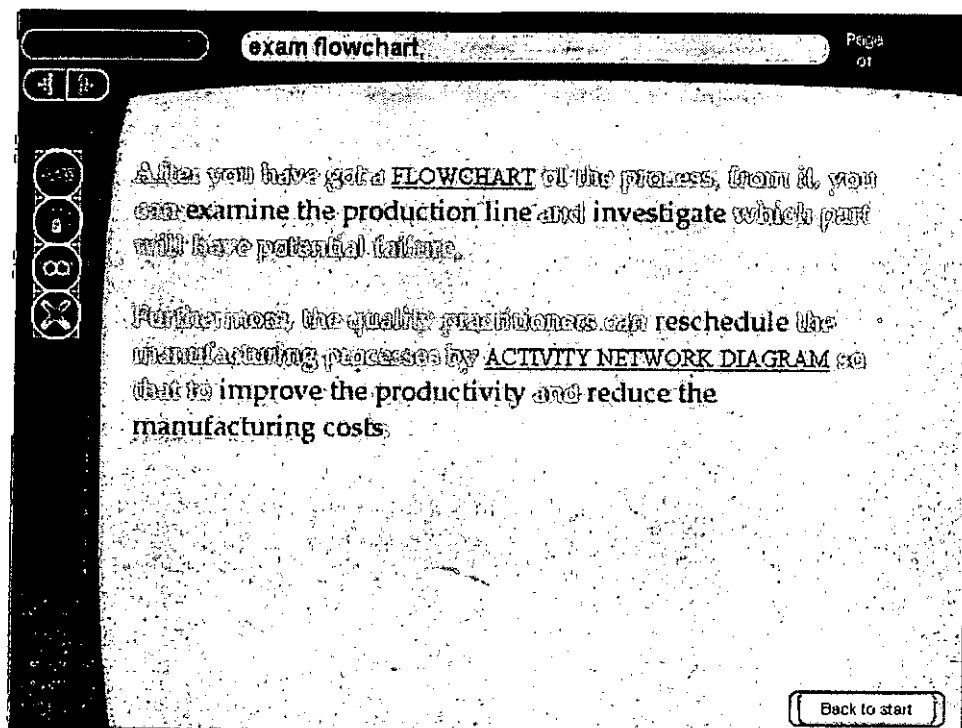 exam flowchart
Page
of
After you have got a FLOWCHART of the process, from it, you
can examine the production line and investigate which part
will have potential failure.
Furthermore, the quality practitioners can reschedule the
manufacturing processes by ACTIVITY NETWORK DIAGRAM so
that to improve the productivity and reduce the
manufacturing costs.
Back to start